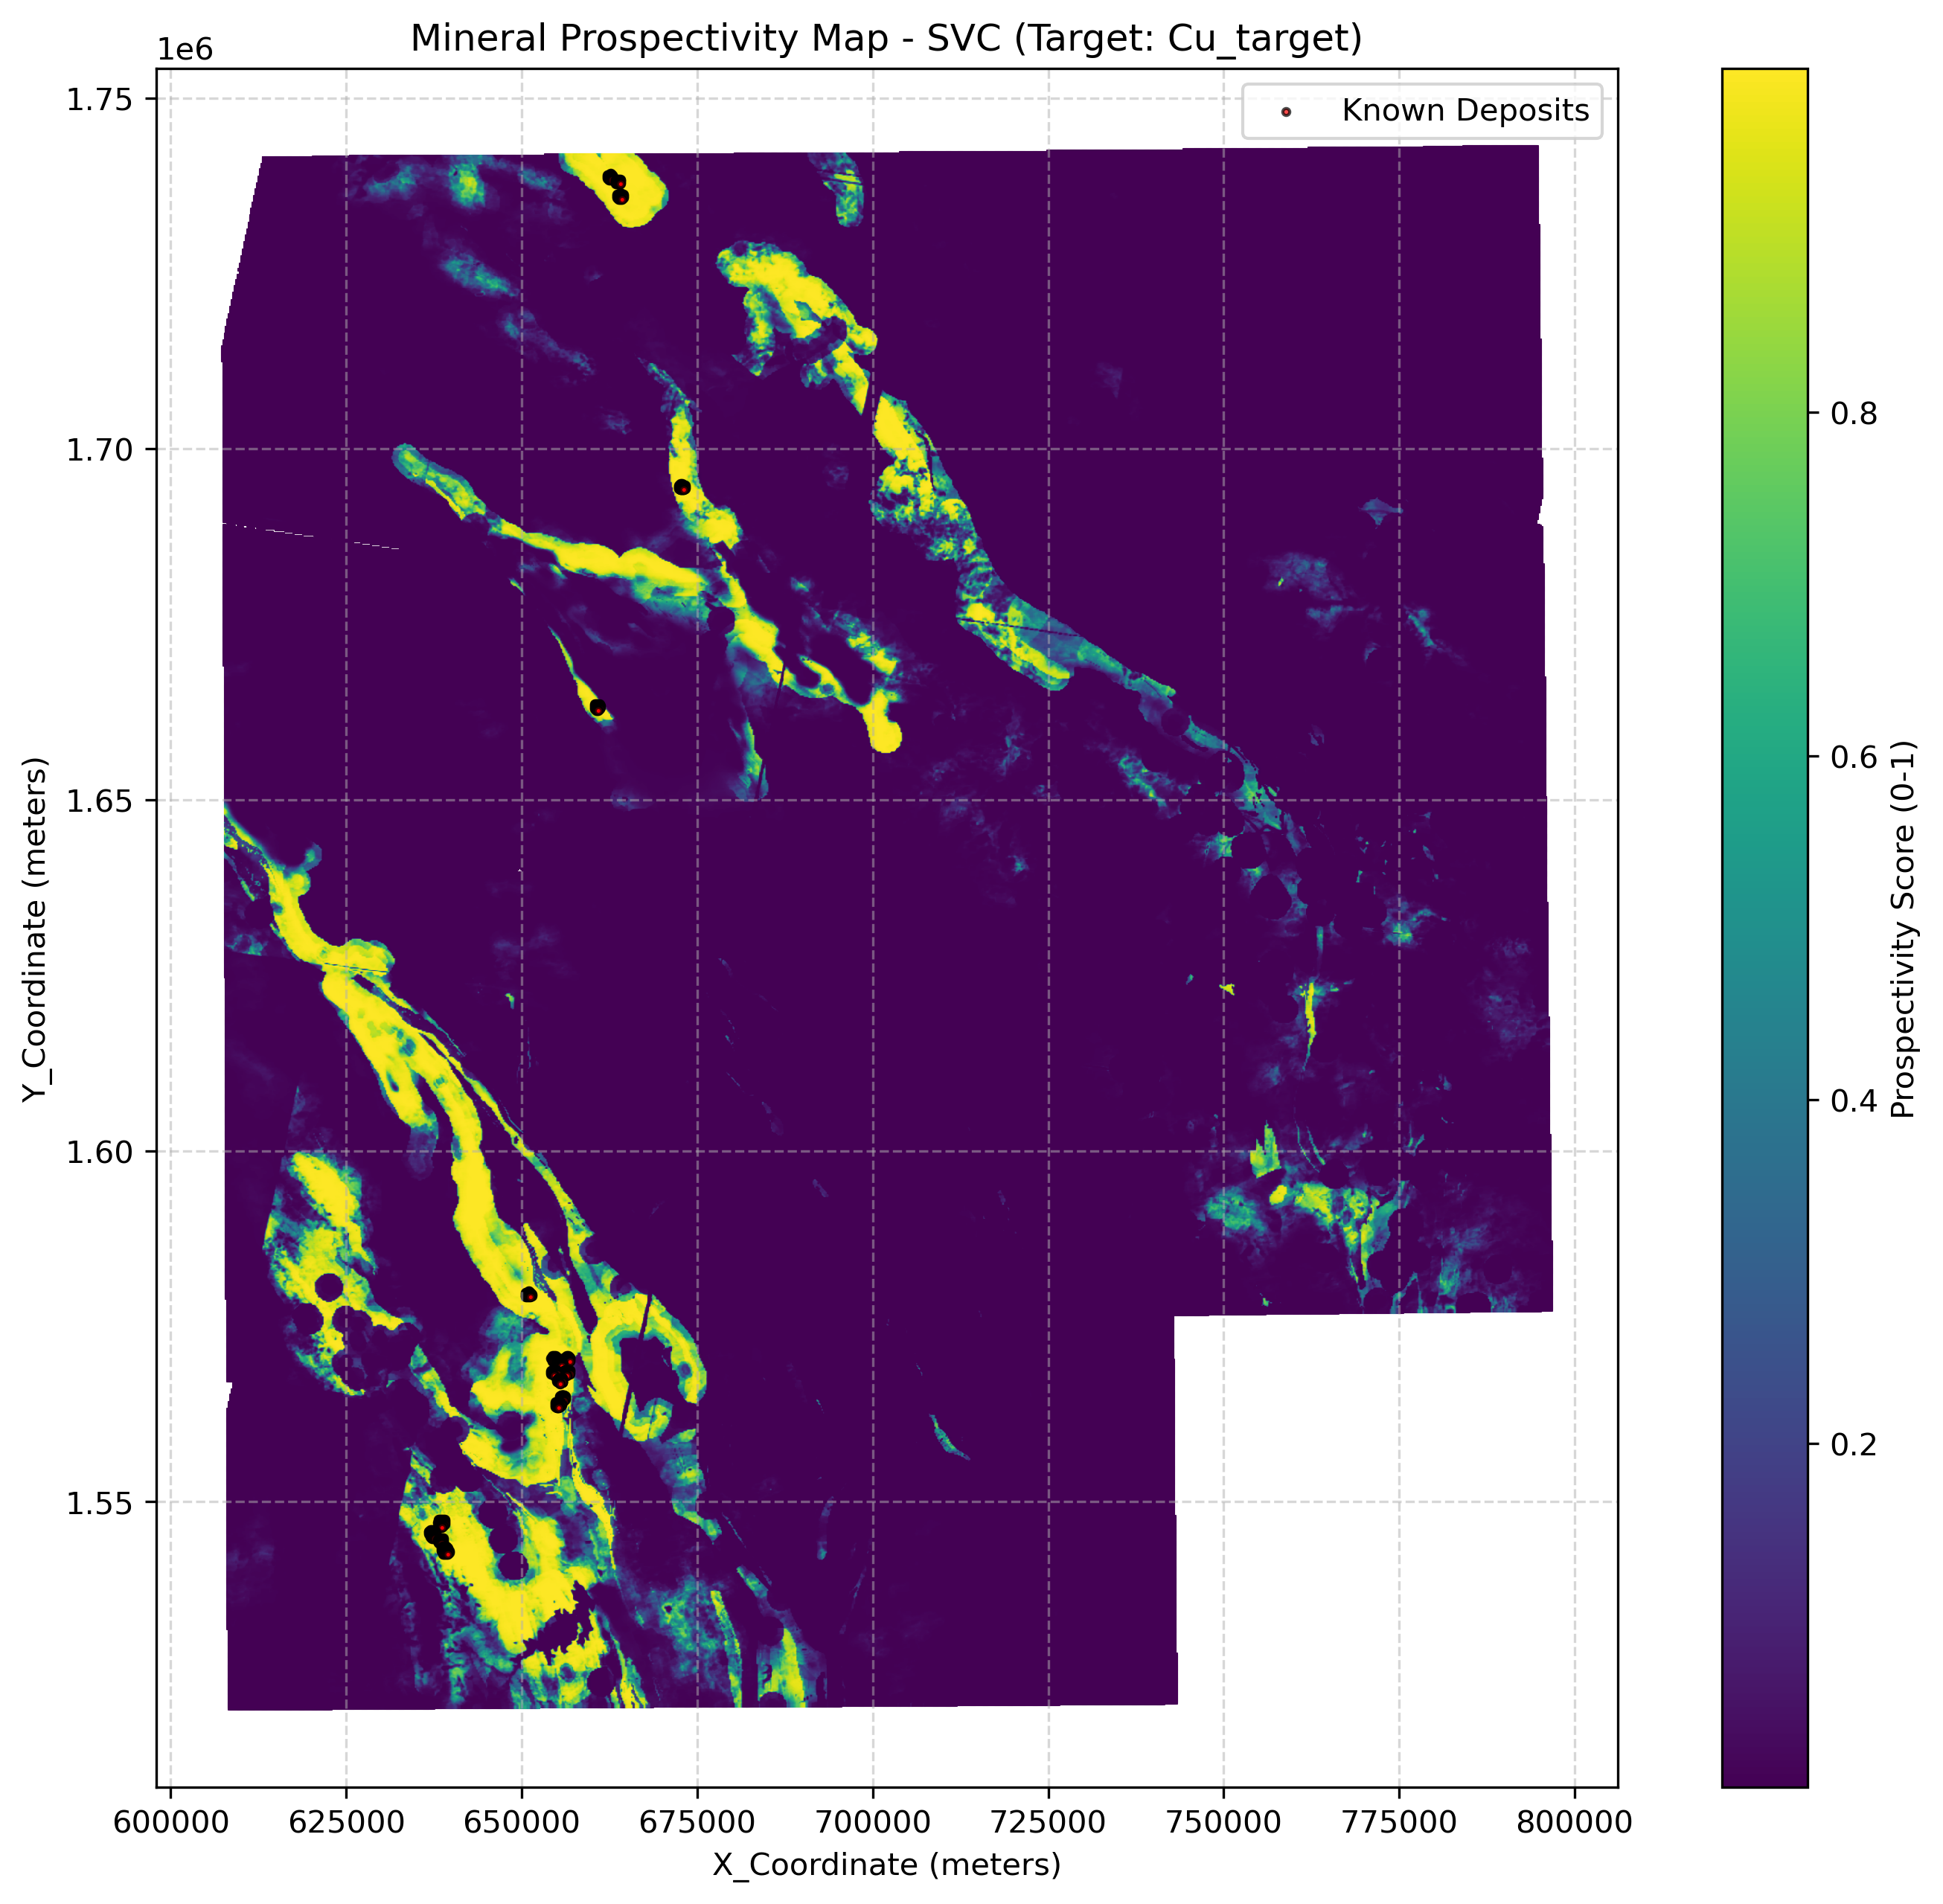 Mineral Prospectivity Map - SVC (Target: Cu_target)
1e6
Known Deposits
1.75
1.70
1.65
1.60
1.55
Y_Coordinate (meters)
600000 625000 650000 675000 700000 725000 750000 775000 800000
X_Coordinate (meters)
0.8
0.6
0.4
0.2
Prospectivity Score (0-1)